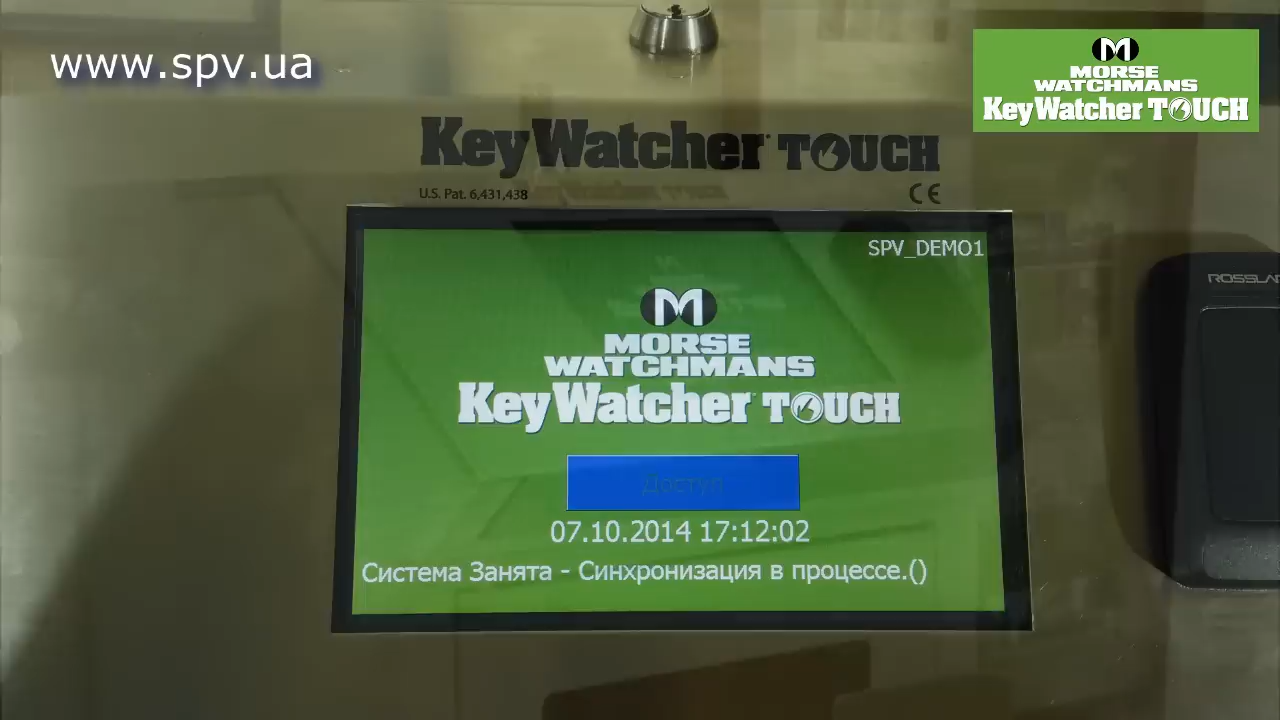 www.spv.ua
MORSE
WATCHMANS
KeyWatcher TOUCH
KeyWatcher TOUCH
U.S. Pat. 6,431,438
CE
SPV_DEMO1
ROSSLA
MORSE
WATCHMANS
KeyWatcher TOUCH
Доступ
07.10.2014 17:12:02
Система Занята - Синхронизация в процессе.()